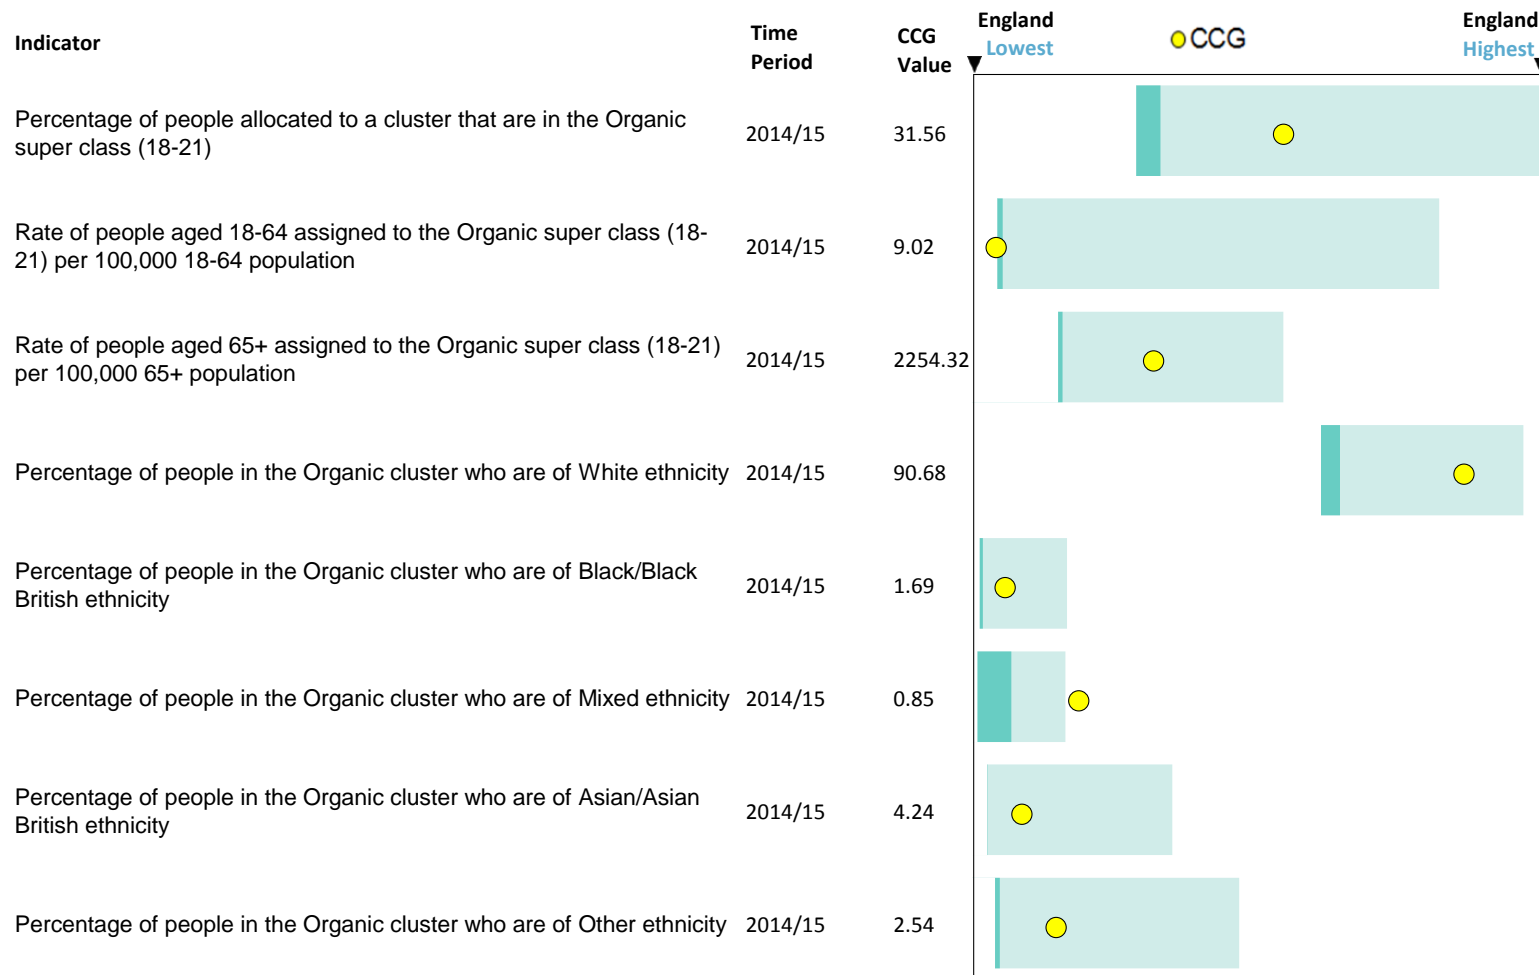 Indicator
Time
Period
CCG
Value
England
Lowest
CCG
England
Highest
Percentage of people allocated to a cluster that are in the Organic
super class (18-21)
2014/15
31.56
Rate of people aged 18-64 assigned to the Organic super class (18-
21) per 100,000 18-64 population
2014/15
9.02
Rate of people aged 65+ assigned to the Organic super class (18-21)
per 100,000 65+ population
2014/15
2254.32
Percentage of people in the Organic cluster who are of White ethnicity
2014/15
90.68
Percentage of people in the Organic cluster who are of Black/Black
British ethnicity
2014/15
1.69
Percentage of people in the Organic cluster who are of Mixed ethnicity
2014/15
0.85
Percentage of people in the Organic cluster who are of Asian/Asian
British ethnicity
2014/15
4.24
Percentage of people in the Organic cluster who are of Other ethnicity
2014/15
2.54